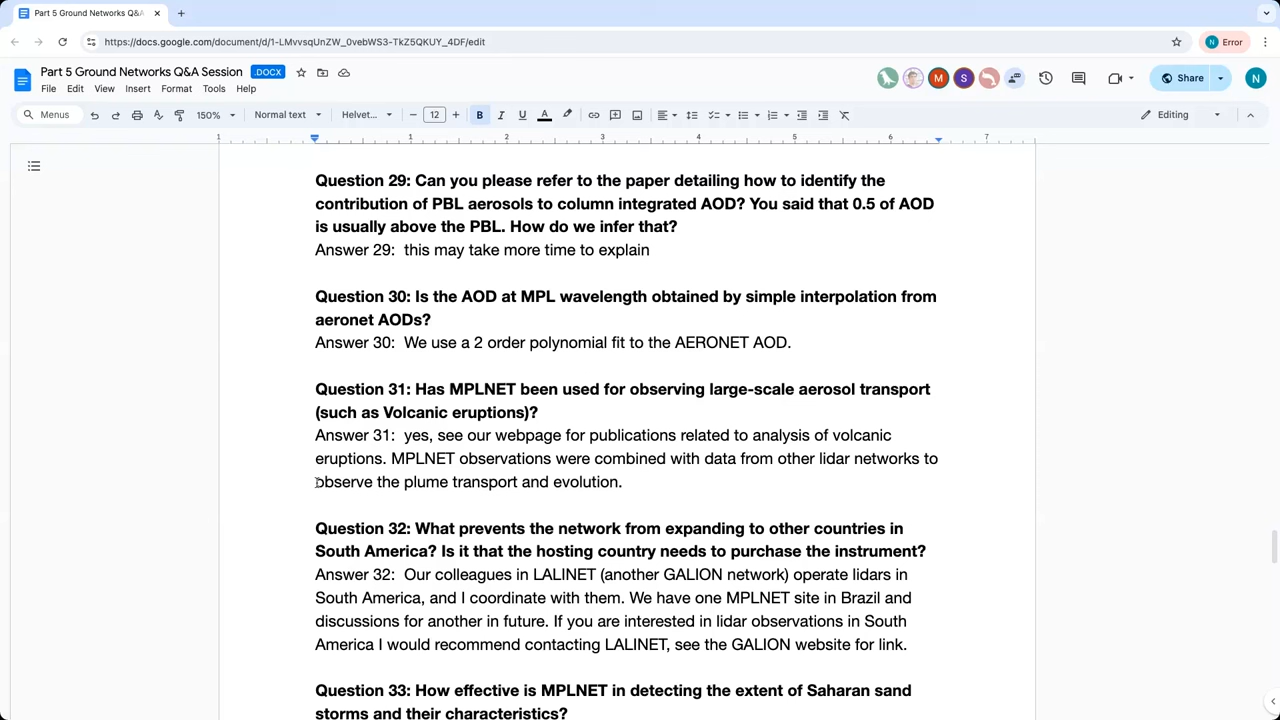 Part 5 Ground Networks Q&A
https://docs.google.com/document/d/1-LMvvsqUnZW_0vebWS3-TkZ5QKUY_4DF/edit
N Error
Part 5 Ground Networks Q&A Session .DOCX
M S Share N
File Edit View Insert Format Tools Help
Menus 150% Normal text Helvet... 12 B I U A Editing
1 1 2 3 4 5 6 7
Question 29: Can you please refer to the paper detailing how to identify the
contribution of PBL aerosols to column integrated AOD? You said that 0.5 of AOD
is usually above the PBL. How do we infer that?
Answer 29: this may take more time to explain
Question 30: Is the AOD at MPL wavelength obtained by simple interpolation from
aeronet AODs?
Answer 30: We use a 2 order polynomial fit to the AERONET AOD.
Question 31: Has MPLNET been used for observing large-scale aerosol transport
(such as Volcanic eruptions)?
Answer 31: yes, see our webpage for publications related to analysis of volcanic
eruptions. MPLNET observations were combined with data from other lidar networks to
observe the plume transport and evolution.
Question 32: What prevents the network from expanding to other countries in
South America? Is it that the hosting country needs to purchase the instrument?
Answer 32: Our colleagues in LALINET (another GALION network) operate lidars in
South America, and I coordinate with them. We have one MPLNET site in Brazil and
discussions for another in future. If you are interested in lidar observations in South
America I would recommend contacting LALINET, see the GALION website for link.
Question 33: How effective is MPLNET in detecting the extent of Saharan sand
storms and their characteristics?